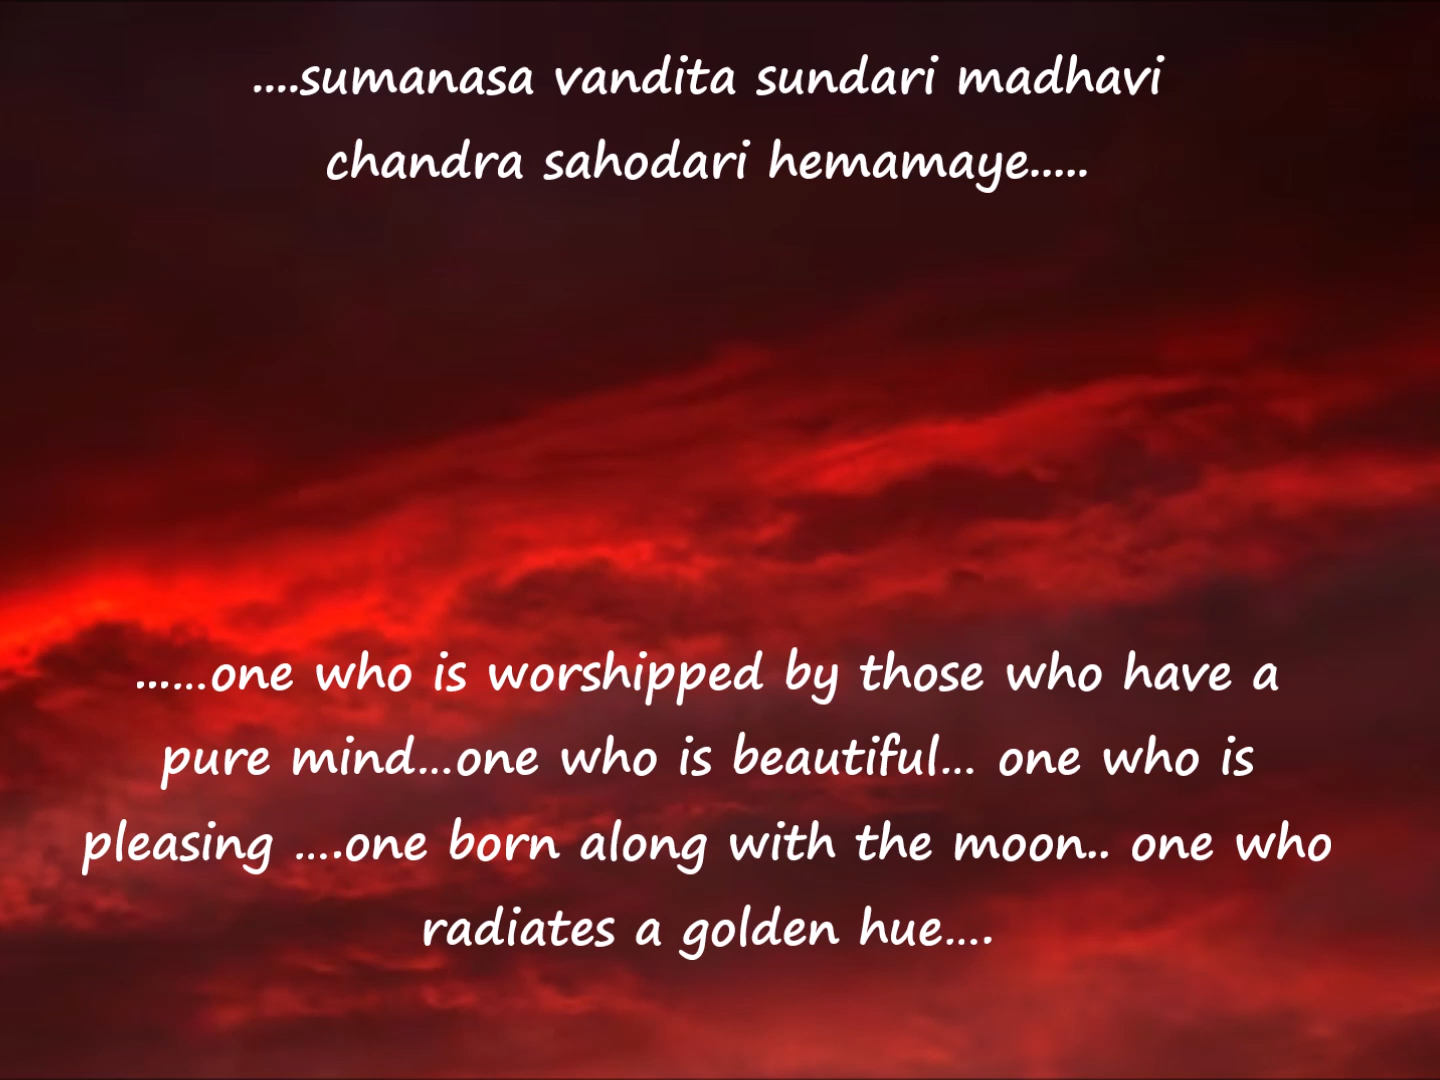 ....sumanasa vandita sundari madhavi
chandra sahodari hemamaye.....
......one who is worshipped by those who have a
pure mind...one who is beautiful... one who is
pleasing ....one born along with the moon.. one who
radiates a golden hue....